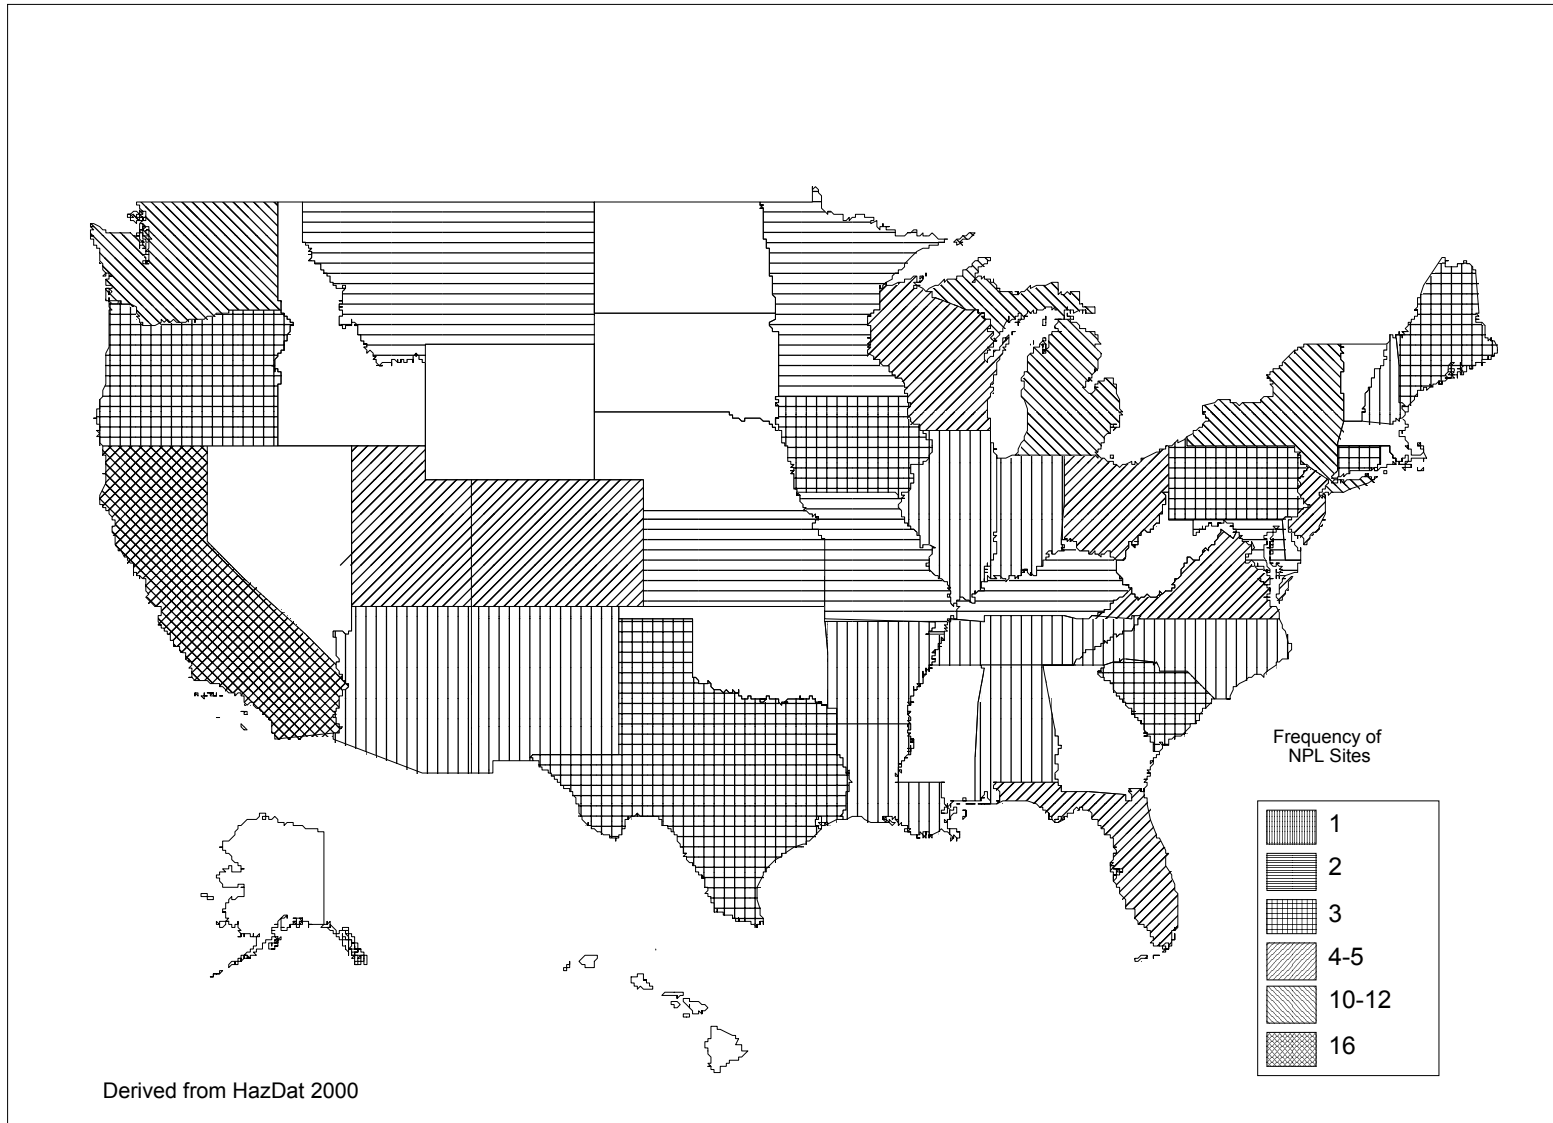 Frequency of
NPL Sites
1
2
3
4-5
10-12
16
Derived from HazDat 2000